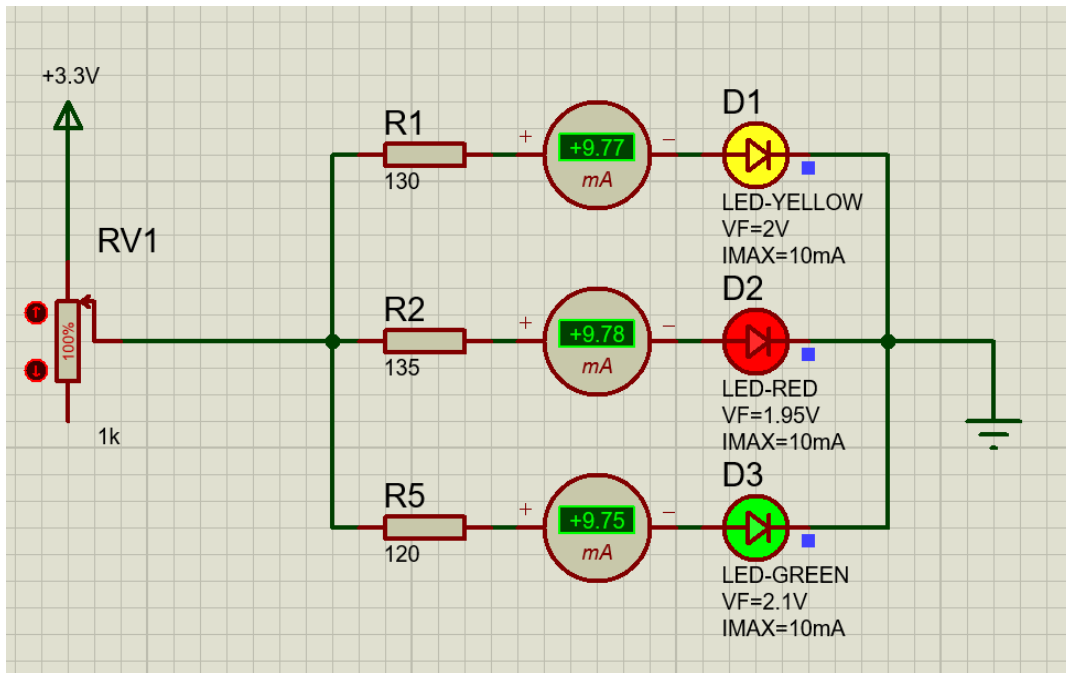 +3.3V
RV1
100%
1k
R1
130
+
+9.77
mA
−
D1
LED-YELLOW
VF=2V
IMAX=10mA
R2
135
+
+9.78
mA
−
D2
LED-RED
VF=1.95V
IMAX=10mA
R5
120
+
+9.75
mA
−
D3
LED-GREEN
VF=2.1V
IMAX=10mA